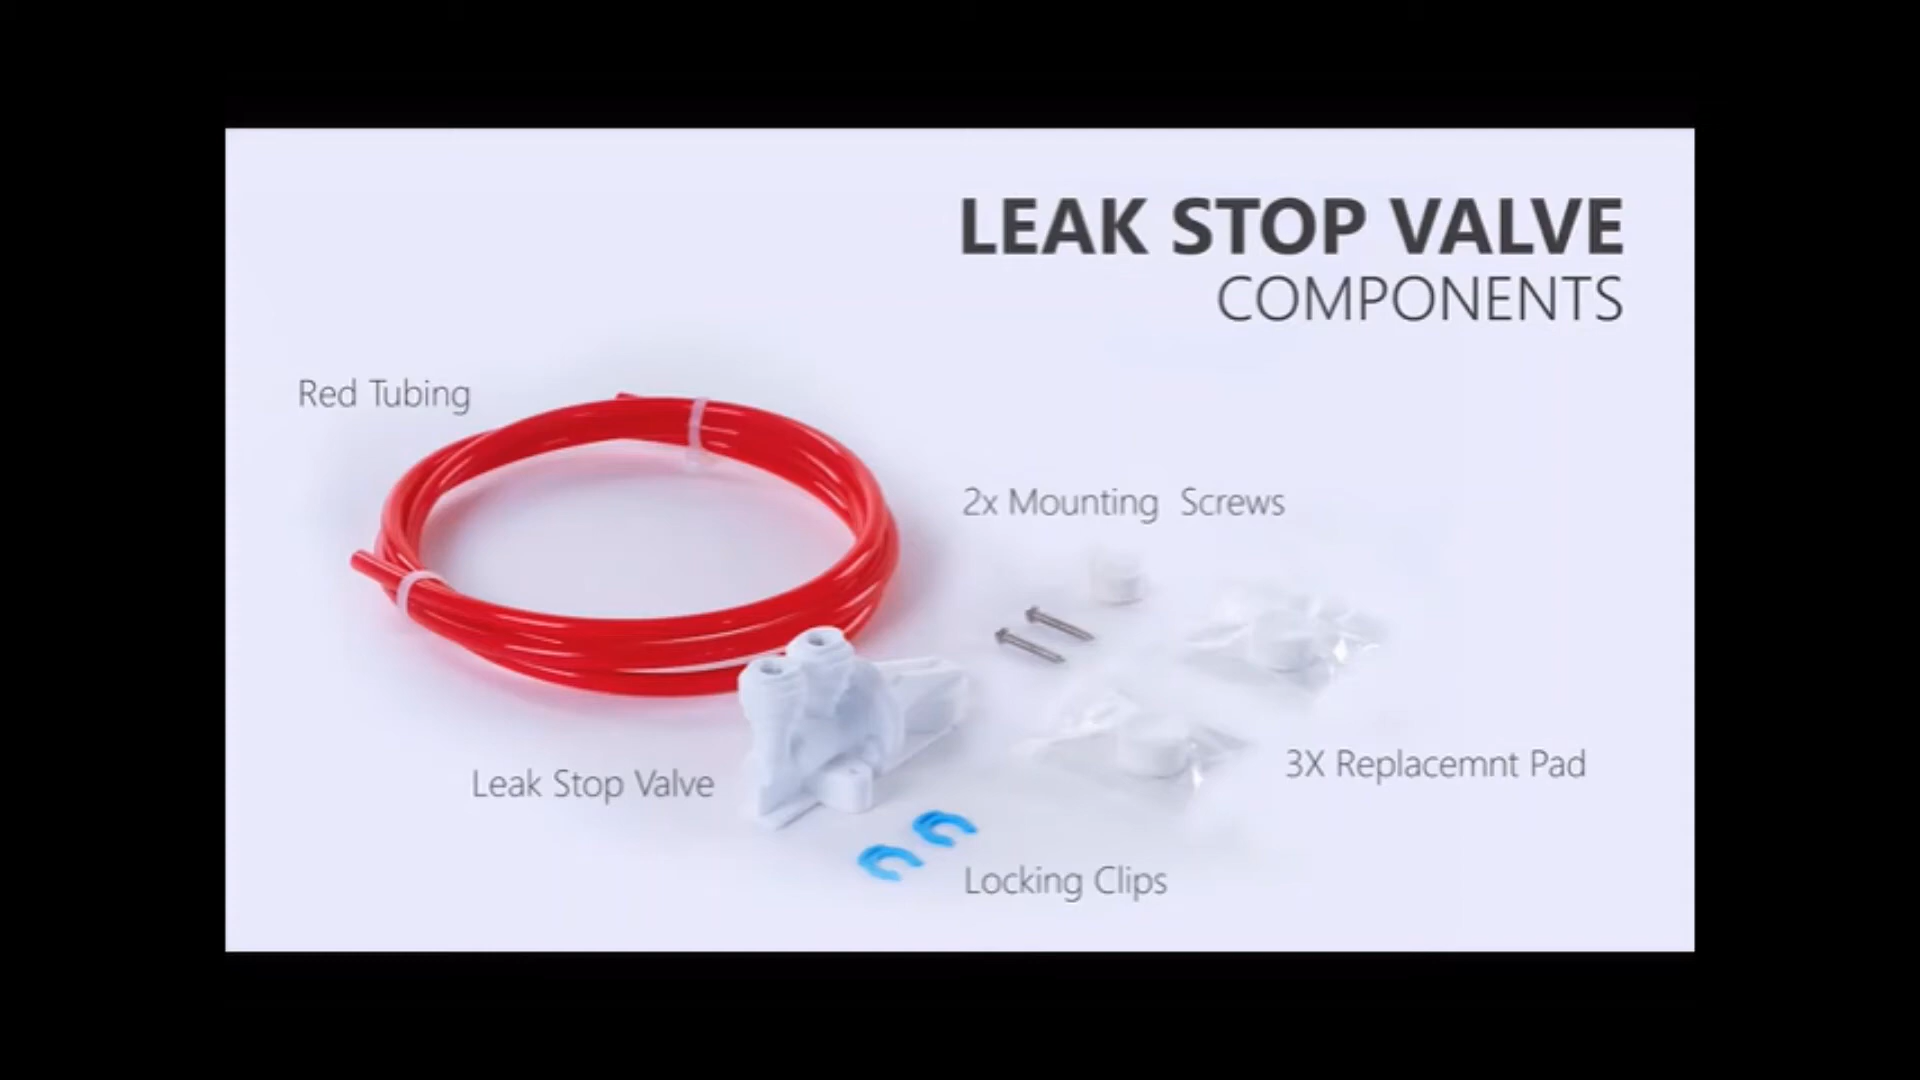 LEAK STOP VALVE
COMPONENTS
Red Tubing
2x Mounting  Screws
3X Replacemnt Pad
Leak Stop Valve
Locking Clips